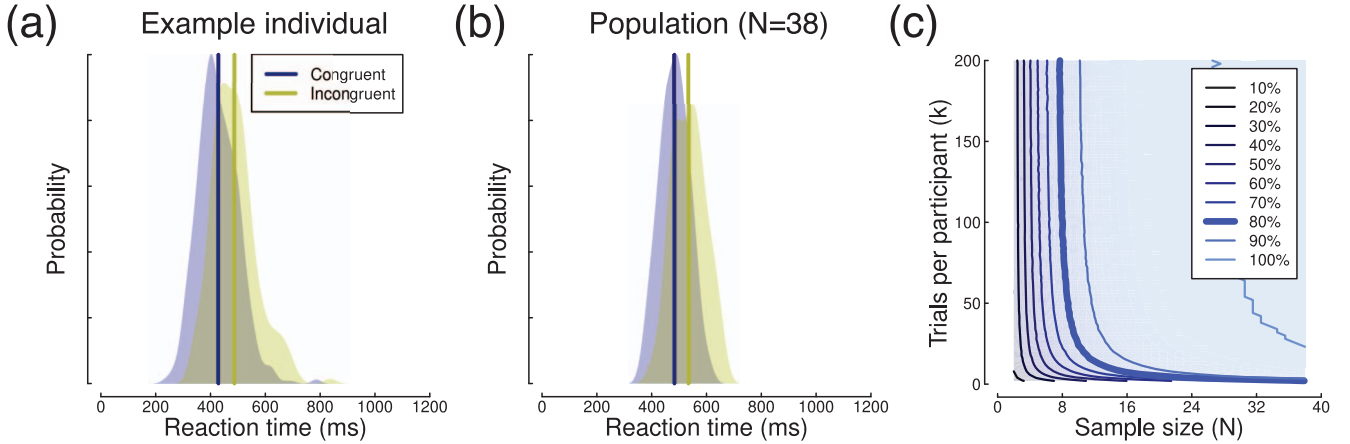 (a) Example individual
Congruent
Incongruent
Probability
0 200 400 600 800 1000 1200
Reaction time (ms)
(b) Population (N=38)
Probability
0 200 400 600 800 1000 1200
Reaction time (ms)
(c)
Trials per participant (k)
200
150
100
50
0
10%
20%
30%
40%
50%
60%
70%
80%
90%
100%
0 8 16 24 32 40
Sample size (N)